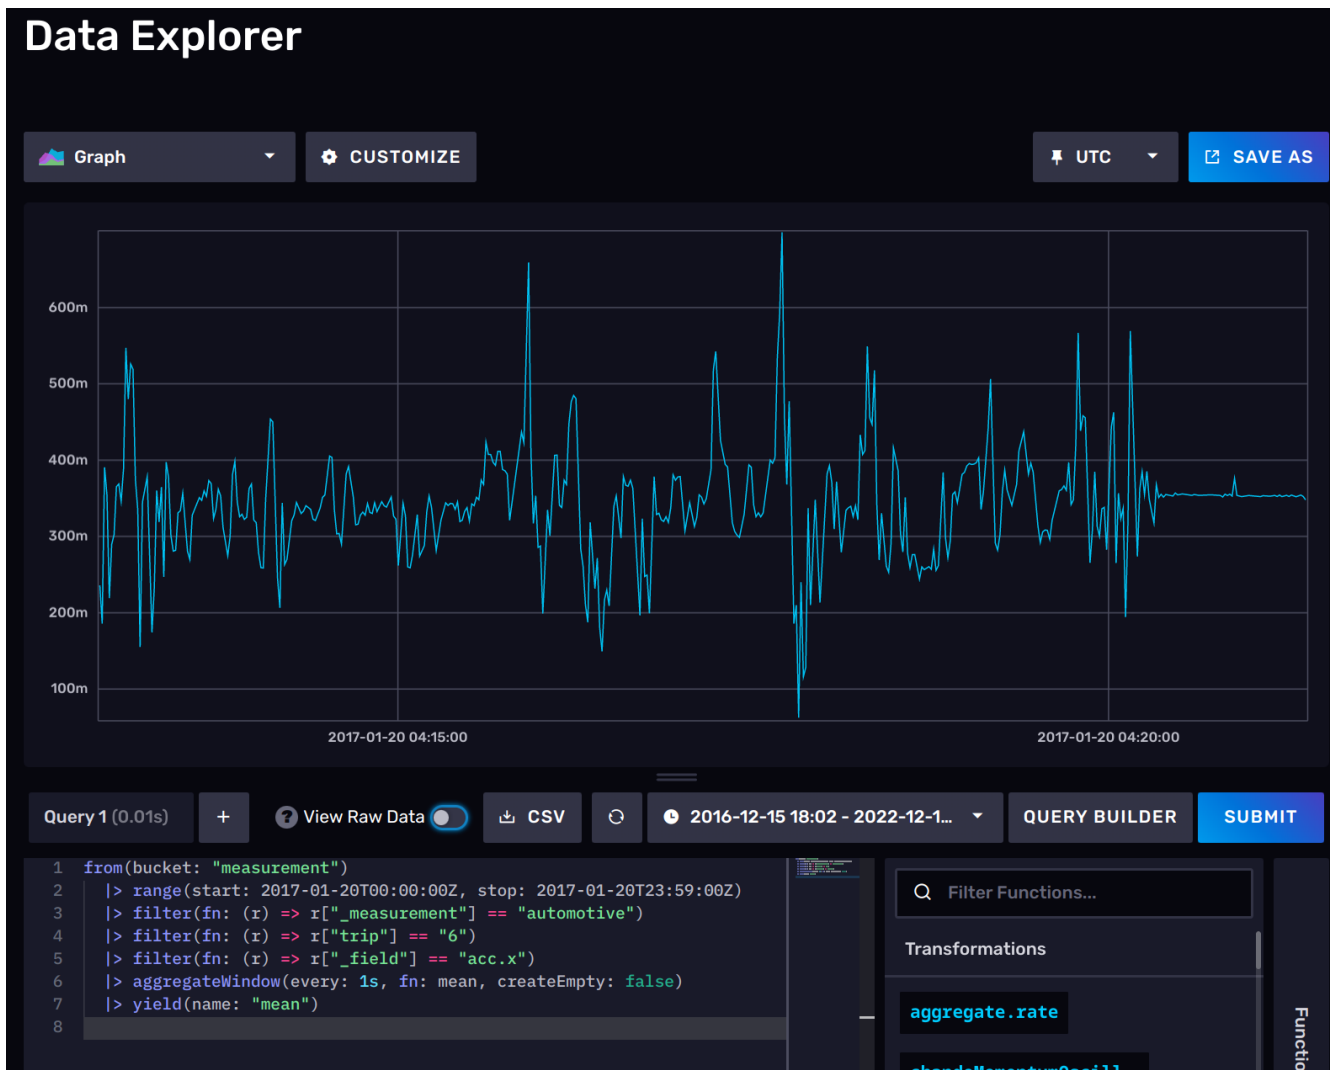 Data Explorer
Graph
CUSTOMIZE
UTC
SAVE AS
600m
500m
400m
300m
200m
100m
2017-01-20 04:15:00
2017-01-20 04:20:00
Query 1 (0.01s)
+
? View Raw Data
CSV
2016-12-15 18:02 - 2022-12-1...
QUERY BUILDER
SUBMIT
1 from(bucket: "measurement")
2 |> range(start: 2017-01-20T00:00:00Z, stop: 2017-01-20T23:59:00Z)
3 |> filter(fn: (r) => r["_measurement"] == "automotive")
4 |> filter(fn: (r) => r["trip"] == "6")
5 |> filter(fn: (r) => r["_field"] == "acc.x")
6 |> aggregateWindow(every: 1s, fn: mean, createEmpty: false)
7 |> yield(name: "mean")
8
Filter Functions...
Transformations
aggregate.rate
Functio